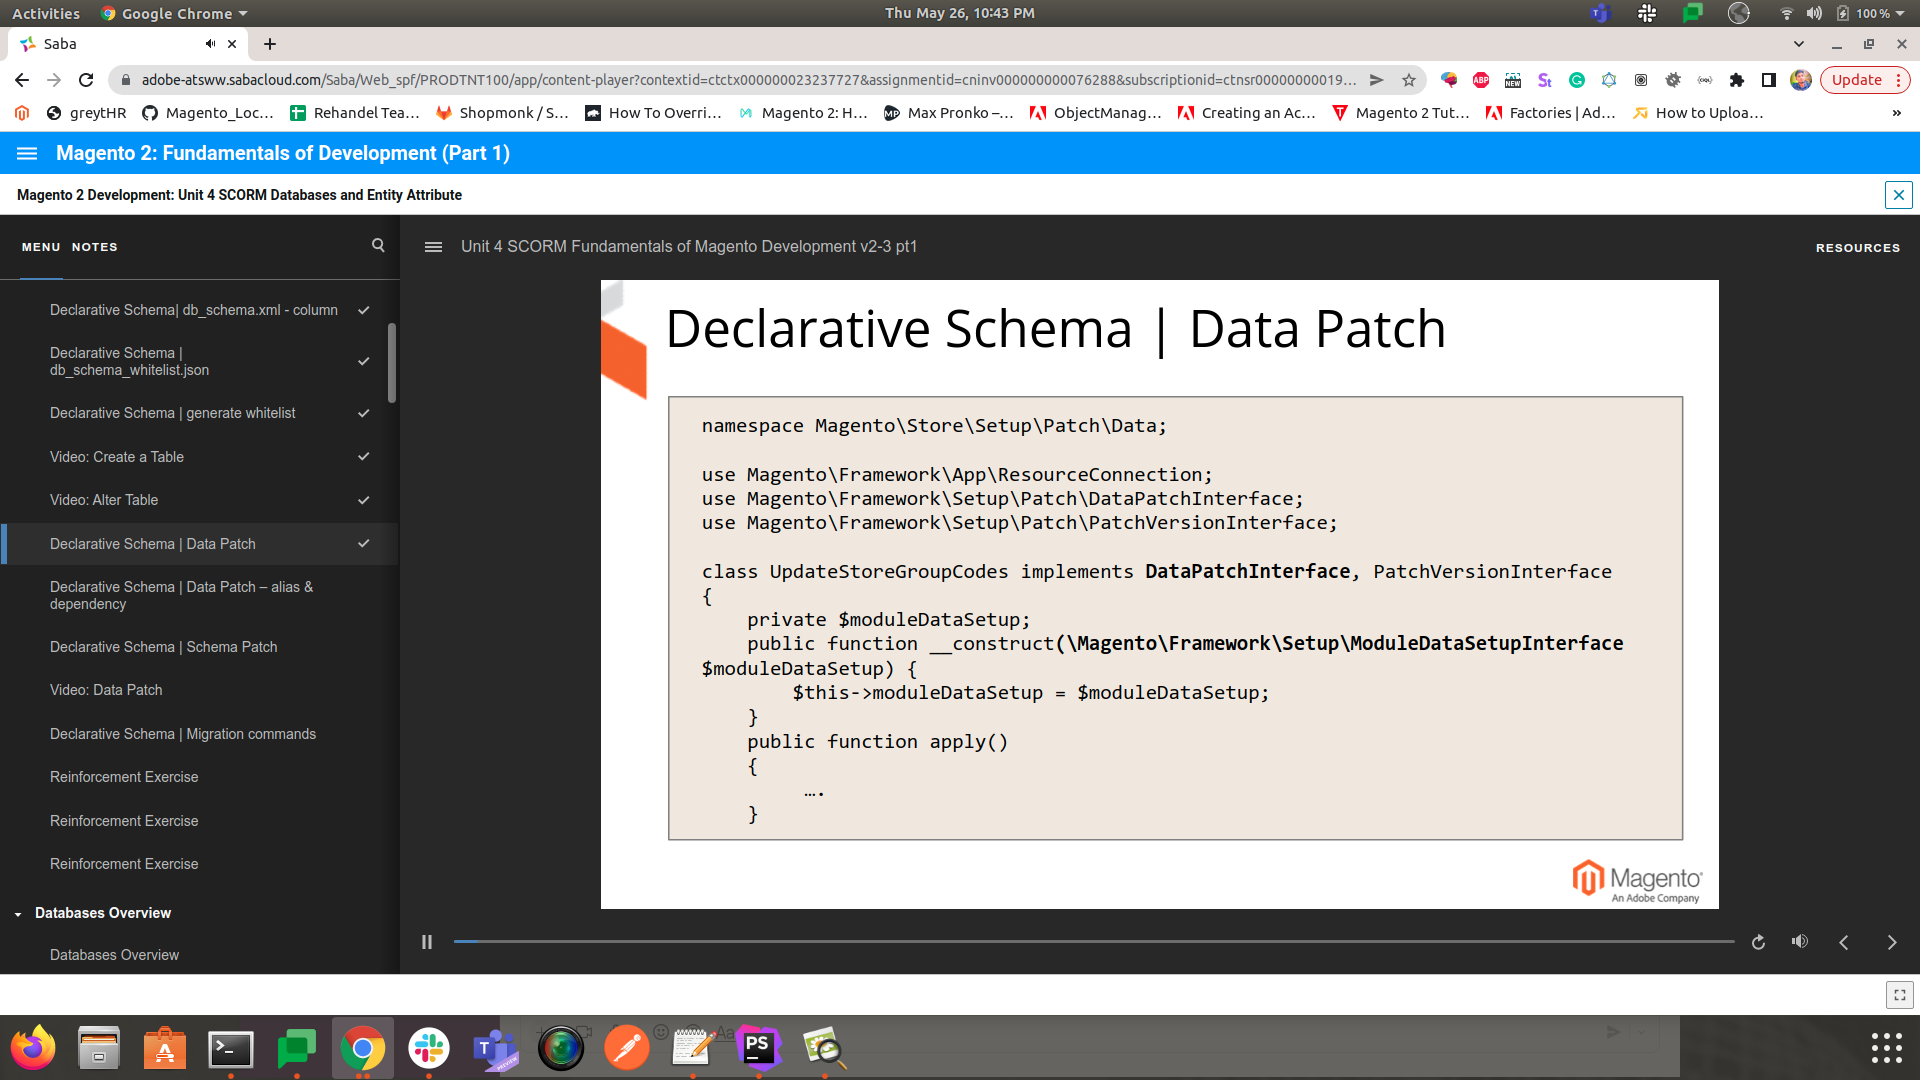 Activities
Google Chrome
Thu May 26, 10:43 PM
100 %
Saba
adobe-atsww.sabacloud.com/Saba/Web_spf/PRODTNT100/app/content-player?contextid=ctctx000000023237727&assignmentid=cninv000000000076288&subscriptionid=ctnsr00000000019...
ABP
NEW
Update
greytHR
Magento_Loc...
Rehandel Tea...
Shopmonk / S...
How To Overri...
Magento 2: H...
Max Pronko –...
ObjectManag...
Creating an Ac...
Magento 2 Tut...
Factories | Ad...
How to Uploa...
»
Magento 2: Fundamentals of Development (Part 1)
Magento 2 Development: Unit 4 SCORM Databases and Entity Attribute
MENU
NOTES
Unit 4 SCORM Fundamentals of Magento Development v2-3 pt1
RESOURCES
Declarative Schema| db_schema.xml - column
Declarative Schema |
db_schema_whitelist.json
Declarative Schema | generate whitelist
Video: Create a Table
Video: Alter Table
Declarative Schema | Data Patch
Declarative Schema | Data Patch – alias &
dependency
Declarative Schema | Schema Patch
Video: Data Patch
Declarative Schema | Migration commands
Reinforcement Exercise
Reinforcement Exercise
Reinforcement Exercise
Databases Overview
Databases Overview
Declarative Schema | Data Patch
namespace Magento\Store\Setup\Patch\Data;
use Magento\Framework\App\ResourceConnection;
use Magento\Framework\Setup\Patch\DataPatchInterface;
use Magento\Framework\Setup\Patch\PatchVersionInterface;
class UpdateStoreGroupCodes implements DataPatchInterface, PatchVersionInterface
{
private $moduleDataSetup;
public function __construct(\Magento\Framework\Setup\ModuleDataSetupInterface
$moduleDataSetup) {
$this->moduleDataSetup = $moduleDataSetup;
}
public function apply()
{
….
}
Magento
An Adobe Company
PS